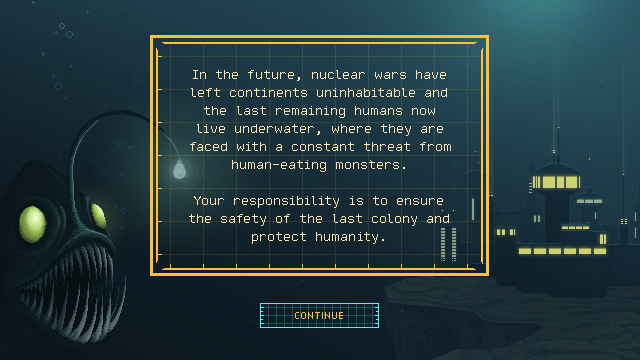 In the future, nuclear wars have
left continents uninhabitable and
the last remaining humans now
live underwater, where they are
faced with a constant threat from
human-eating monsters.
Your responsibility is to ensure
the safety of the last colony and
protect humanity.
CONTINUE